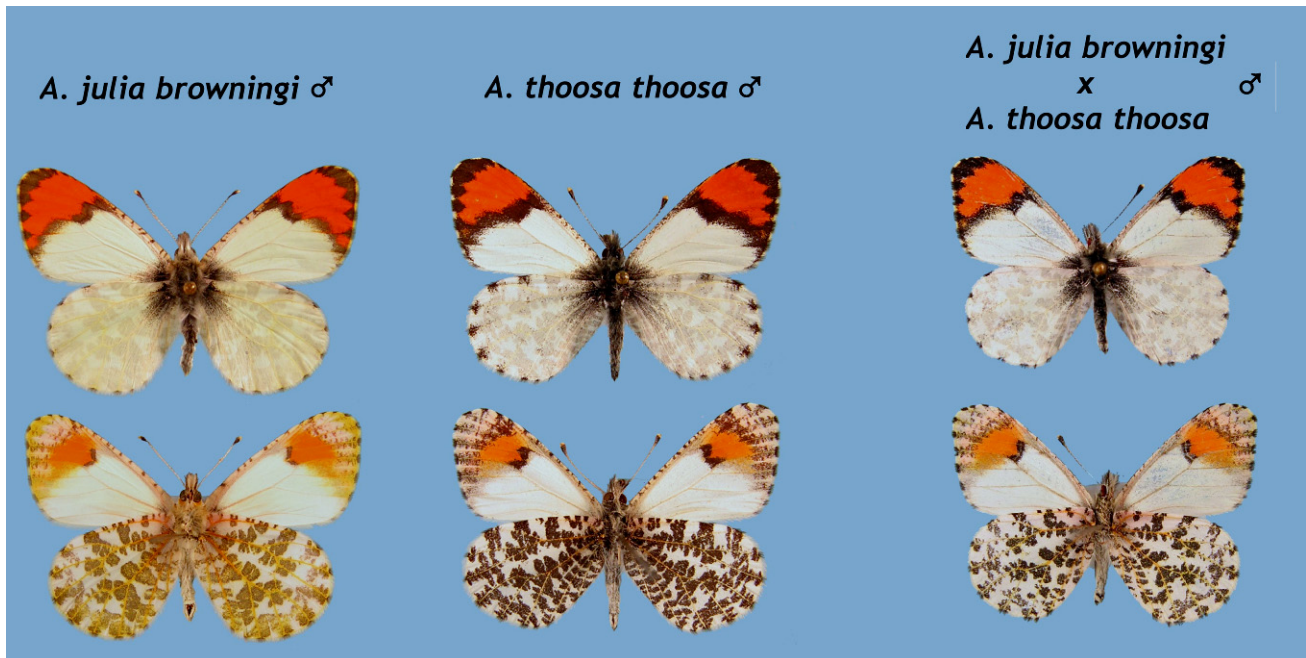 A. julia browningi ♂
A. thoosa thoosa ♂
A. julia browningi
x ♂
A. thoosa thoosa